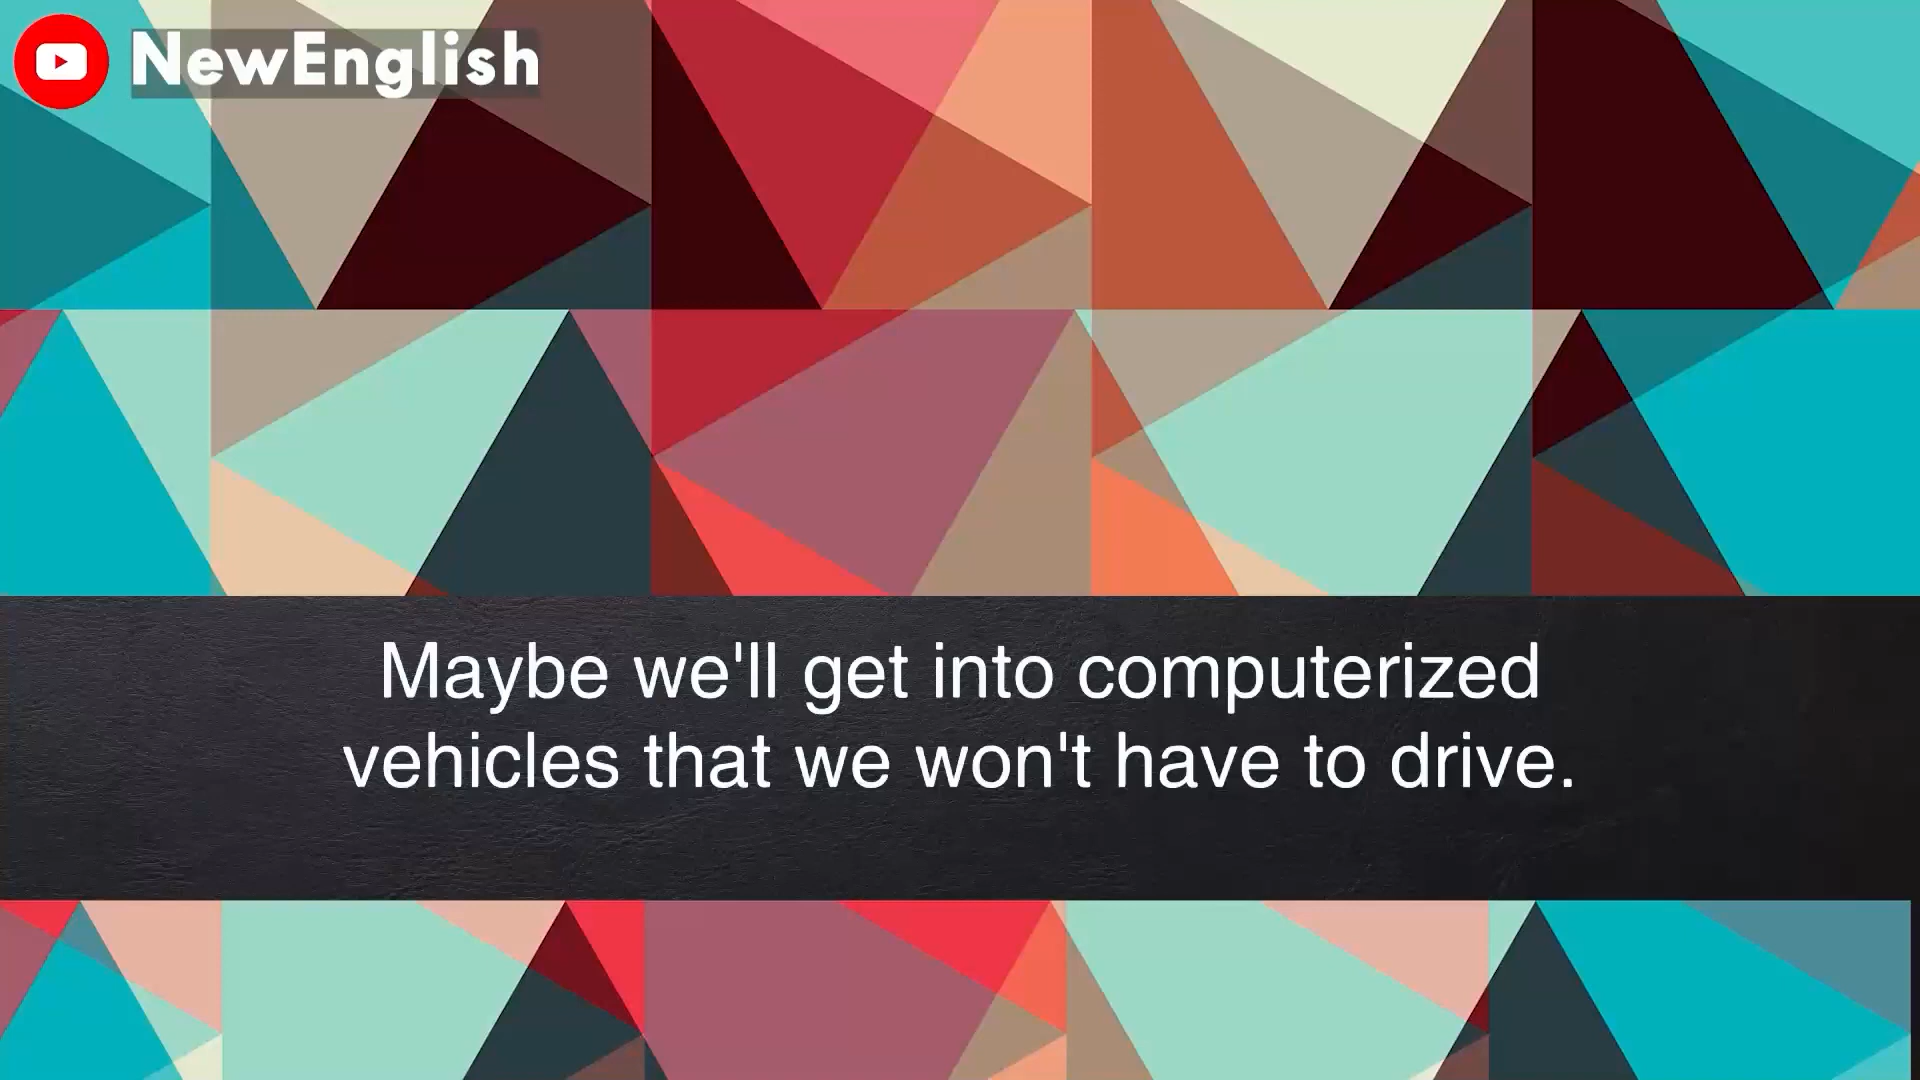 NewEnglish
Maybe we'll get into computerized
vehicles that we won't have to drive.